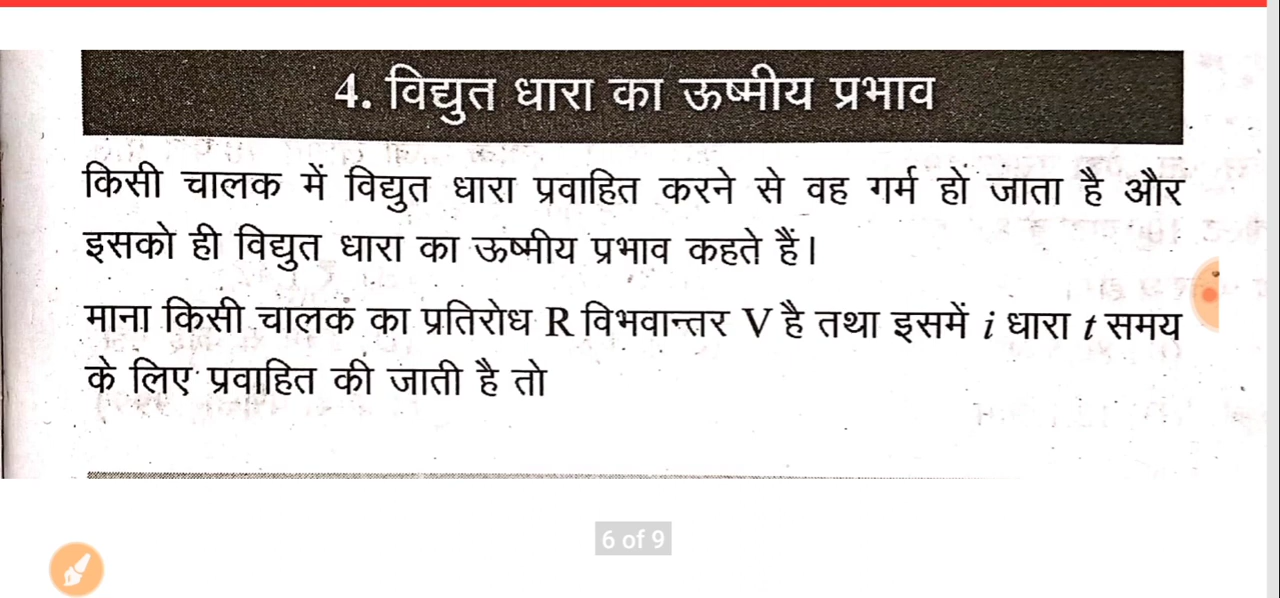 4. विद्युत धारा का ऊष्मीय प्रभाव
किसी चालक में विद्युत धारा प्रवाहित करने से वह गर्म हो जाता है और
इसको ही विद्युत धारा का ऊष्मीय प्रभाव कहते हैं।
माना किसी चालक का प्रतिरोध R विभवान्तर V है तथा इसमें i धारा t समय
के लिए प्रवाहित की जाती है तो
6 of 9